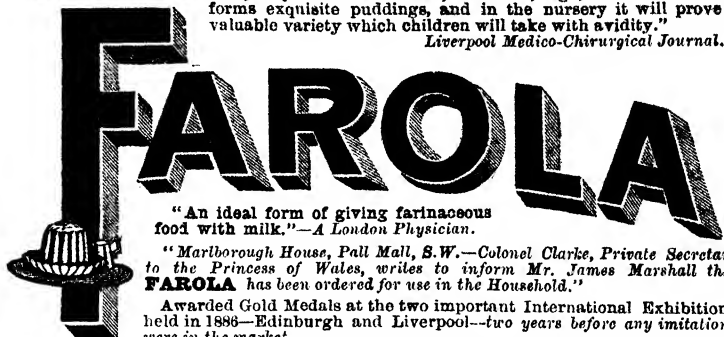 forms exquisite puddings, and in the nursery it will prove
valuable variety which children will take with avidity."
Liverpool Medico-Chirurgical Journal.
FAROLA
"An ideal form of giving farinaceous
food with milk."—A London Physician.
"Marlborough House, Pall Mall, S.W.—Colonel Clarke, Private
to the Princess of Wales, writes to inform Mr. James Marshall
FAROLA has been ordered for use in the Household."
Awarded Gold Medals at the two important International
held in 1886—Edinburgh and Liverpool—two years before any
were in the market